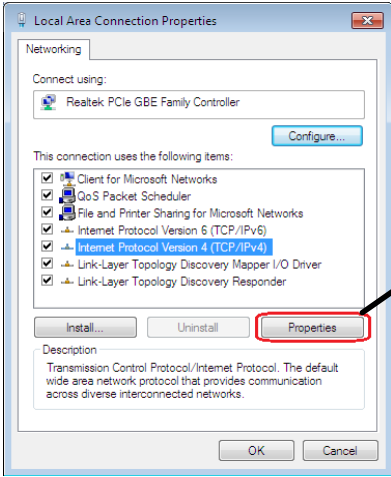 Local Area Connection Properties
Networking
Connect using:
Realtek PCIe GBE Family Controller
Configure...
This connection uses the following items:
Client for Microsoft Networks
QoS Packet Scheduler
File and Printer Sharing for Microsoft Networks
Internet Protocol Version 6 (TCP/IPv6)
Internet Protocol Version 4 (TCP/IPv4)
Link-Layer Topology Discovery Mapper I/O Driver
Link-Layer Topology Discovery Responder
Install... Uninstall Properties
Description
Transmission Control Protocol/Internet Protocol. The default
wide area network protocol that provides communication
across diverse interconnected networks.
OK Cancel